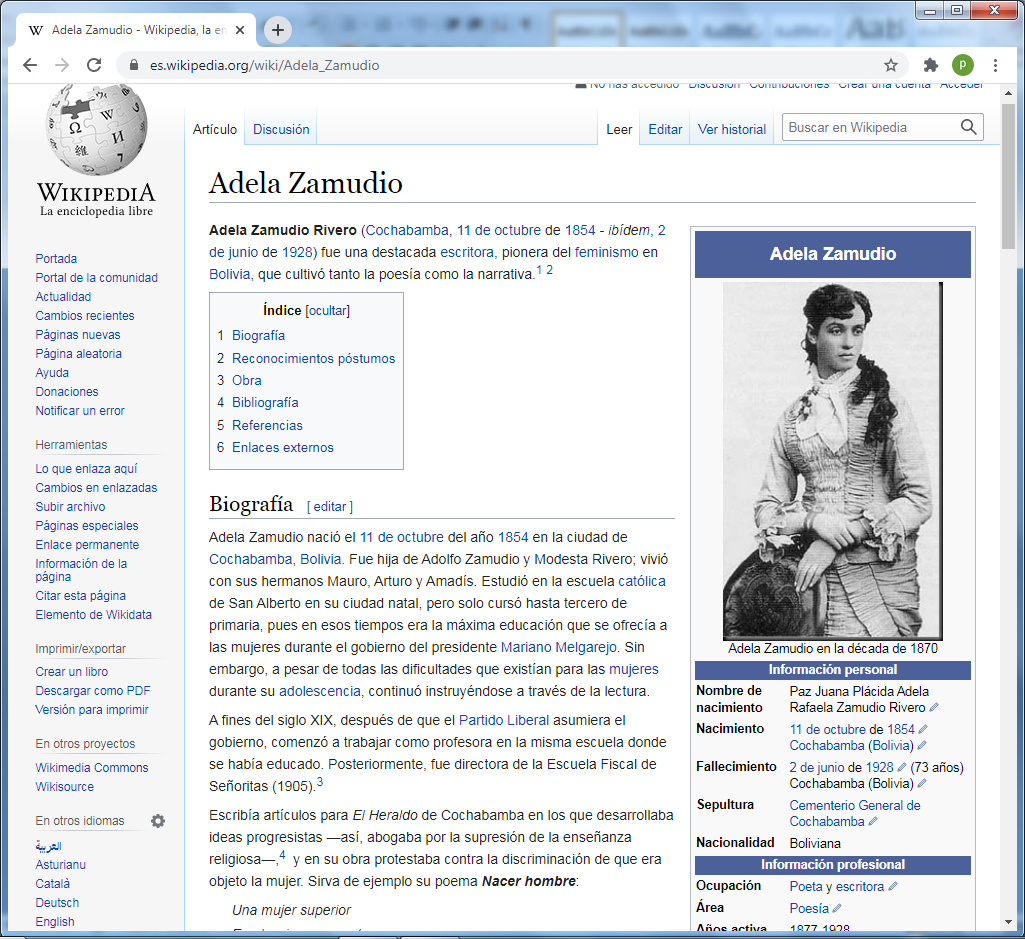 Adela Zamudio - Wikipedia, la en
es.wikipedia.org/wiki/Adela_Zamudio
p
No has accedido Discusión Contribuciones Crear una cuenta Acceder
Artículo Discusión Leer Editar Ver historial Buscar en Wikipedia
WIKIPEDIA
La enciclopedia libre
Portada
Portal de la comunidad
Actualidad
Cambios recientes
Páginas nuevas
Página aleatoria
Ayuda
Donaciones
Notificar un error
Herramientas
Lo que enlaza aquí
Cambios en enlazadas
Subir archivo
Páginas especiales
Enlace permanente
Información de la
página
Citar esta página
Elemento de Wikidata
Imprimir/exportar
Crear un libro
Descargar como PDF
Versión para imprimir
En otros proyectos
Wikimedia Commons
Wikisource
En otros idiomas
العربية
Asturianu
Català
Deutsch
English
Adela Zamudio
Adela Zamudio Rivero (Cochabamba, 11 de octubre de 1854 - ibídem, 2
de junio de 1928) fue una destacada escritora, pionera del feminismo en
Bolivia, que cultivó tanto la poesía como la narrativa.1 2
Índice [ocultar]
1 Biografía
2 Reconocimientos póstumos
3 Obra
4 Bibliografía
5 Referencias
6 Enlaces externos
Biografía [ editar ]
Adela Zamudio nació el 11 de octubre del año 1854 en la ciudad de
Cochabamba, Bolivia. Fue hija de Adolfo Zamudio y Modesta Rivero; vivió
con sus hermanos Mauro, Arturo y Amadís. Estudió en la escuela católica
de San Alberto en su ciudad natal, pero solo cursó hasta tercero de
primaria, pues en esos tiempos era la máxima educación que se ofrecía a
las mujeres durante el gobierno del presidente Mariano Melgarejo. Sin
embargo, a pesar de todas las dificultades que existían para las mujeres
durante su adolescencia, continuó instruyéndose a través de la lectura.
A fines del siglo XIX, después de que el Partido Liberal asumiera el
gobierno, comenzó a trabajar como profesora en la misma escuela donde
se había educado. Posteriormente, fue directora de la Escuela Fiscal de
Señoritas (1905).3
Escribía artículos para El Heraldo de Cochabamba en los que desarrollaba
ideas progresistas —así, abogaba por la supresión de la enseñanza
religiosa—,4 y en su obra protestaba contra la discriminación de que era
objeto la mujer. Sirva de ejemplo su poema Nacer hombre:
Una mujer superior
Adela Zamudio
Adela Zamudio en la década de 1870
Información personal
Nombre de nacimiento Paz Juana Plácida Adela
Rafaela Zamudio Rivero
Nacimiento 11 de octubre de 1854
Cochabamba (Bolivia)
Fallecimiento 2 de junio de 1928 (73 años)
Cochabamba (Bolivia)
Sepultura Cementerio General de
Cochabamba
Nacionalidad Boliviana
Información profesional
Ocupación Poeta y escritora
Área Poesía
Años activa 1877-1928